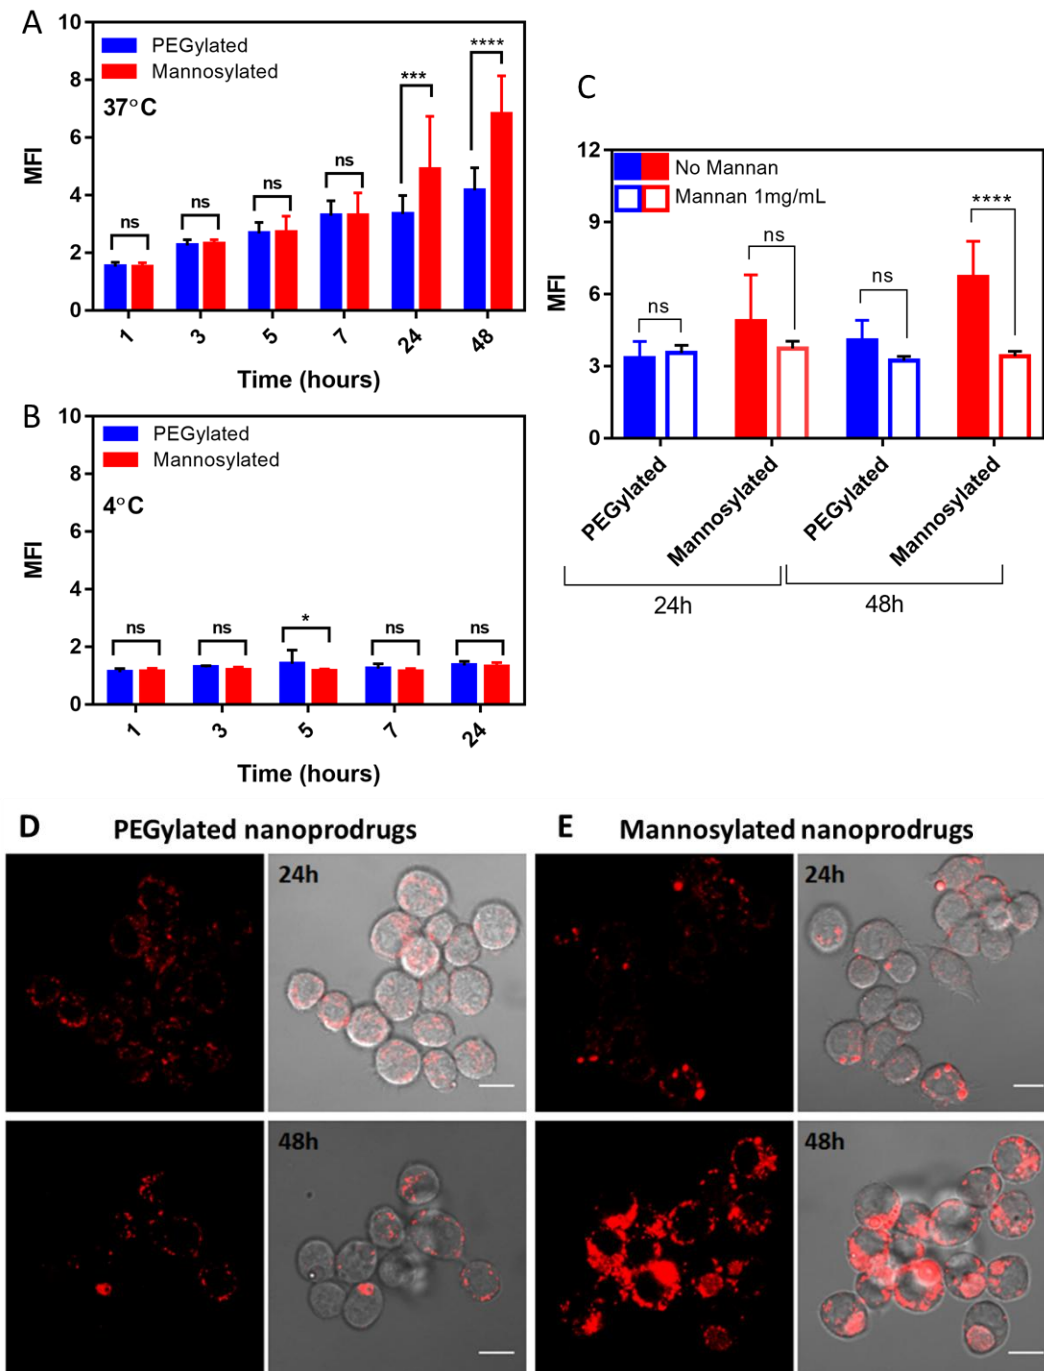 A
10
8
6
4
2
0
MFI
PEGylated
Mannosylated
37°C
ns
ns
ns
ns
***
****
1
3
5
7
24
48
Time (hours)
B
10
8
6
4
2
0
MFI
PEGylated
Mannosylated
4°C
ns
ns
*
ns
ns
1
3
5
7
24
Time (hours)
C
12
9
6
3
0
MFI
No Mannan
Mannan 1mg/mL
ns
ns
ns
****
PEGylated
Mannosylated
PEGylated
Mannosylated
24h
48h
D PEGylated nanoprodrugs
24h
48h
E Mannosylated nanoprodrugs
24h
48h